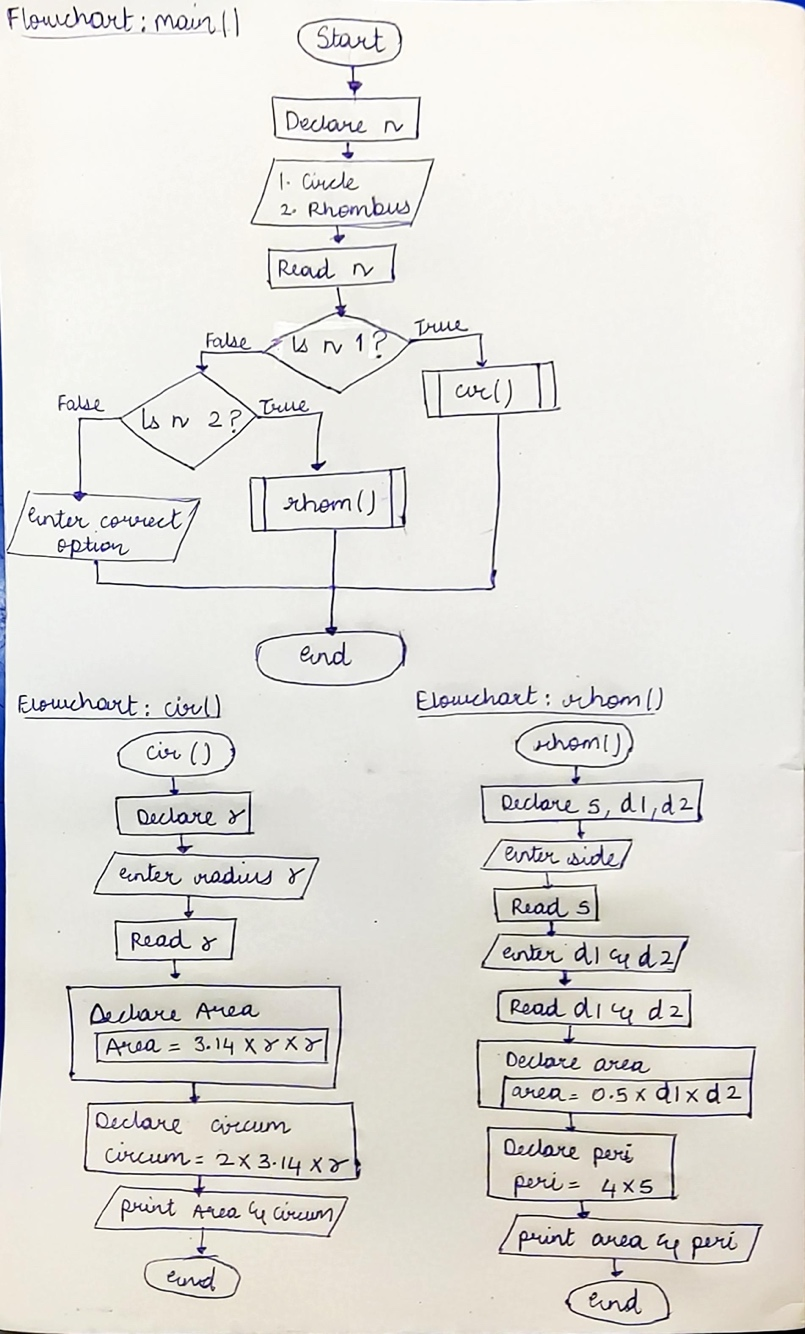 Flowchart: main()
Start
Declare n
1. Circle
2. Rhombus
Read n
Is n 1?
True
False
cir()
Is n 2?
True
False
rhom()
enter correct
option
end
Flowchart: cir()
cir()
Declare r
enter radius r
Read r
Declare Area
Area = 3.14 × r × r
Declare circum
circum = 2 × 3.14 × r
print Area & circum
end
Flowchart: rhom()
rhom()
Declare s, d1, d2
enter side
Read s
enter d1 & d2
Read d1 & d2
Declare area
area = 0.5 × d1 × d2
Declare peri
peri = 4 × s
print area & peri
end